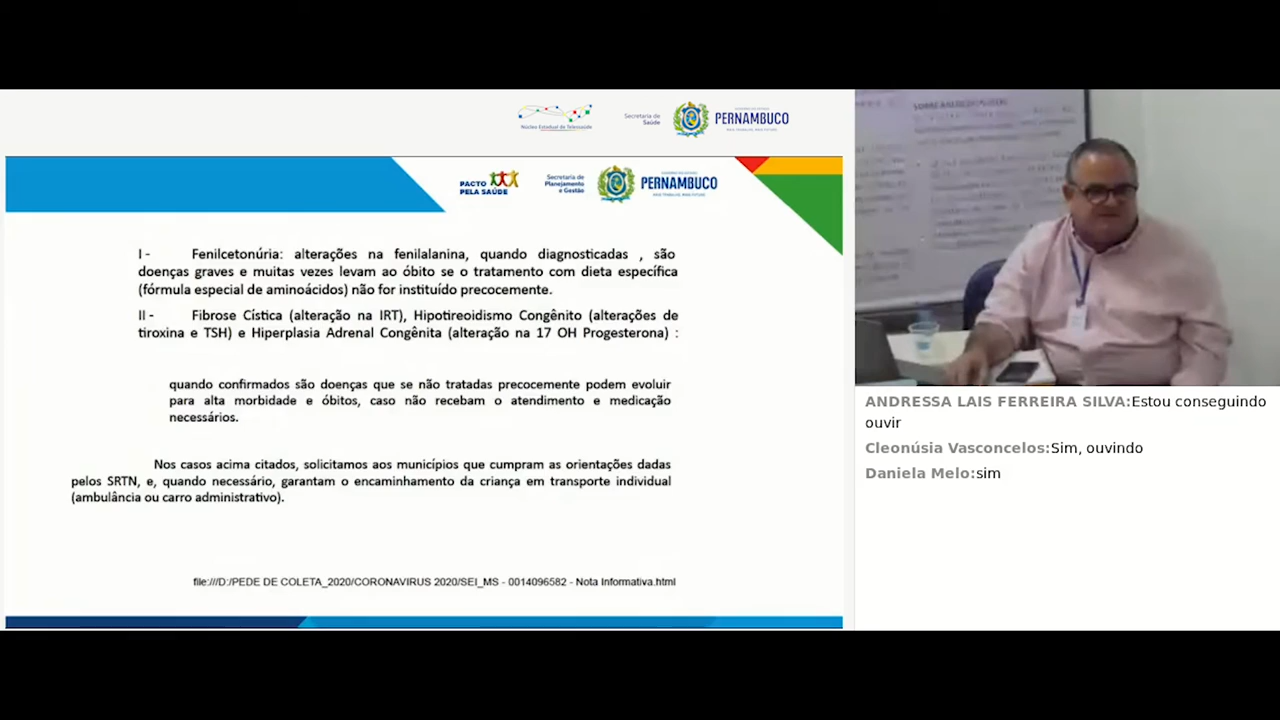 Núcleo Estadual de Telessaúde
Secretaria de
Saúde
PERNAMBUCO
PACTO
PELA SAÚDE
Secretaria de
Planejamento
e Gestão
PERNAMBUCO
I - Fenilcetonúria: alterações na fenilalanina, quando diagnosticadas , são
doenças graves e muitas vezes levam ao óbito se o tratamento com dieta específica
(fórmula especial de aminoácidos) não for instituído precocemente.
II - Fibrose Cística (alteração na IRT), Hipotireoidismo Congênito (alterações de
tiroxina e TSH) e Hiperplasia Adrenal Congênita (alteração na 17 OH Progesterona) :
quando confirmados são doenças que se não tratadas precocemente podem evoluir
para alta morbidade e óbitos, caso não recebam o atendimento e medicação
necessários.
Nos casos acima citados, solicitamos aos municípios que cumpram as orientações dadas
pelos SRTN, e, quando necessário, garantam o encaminhamento da criança em transporte individual
(ambulância ou carro administrativo).
file:///D:/PEDE DE COLETA_2020/CORONAVIRUS 2020/SEI_MS - 0014096582 - Nota Informativa.html
ANDRESSA LAIS FERREIRA SILVA:Estou conseguindo
ouvir
Cleonúsia Vasconcelos:Sim, ouvindo
Daniela Melo:sim